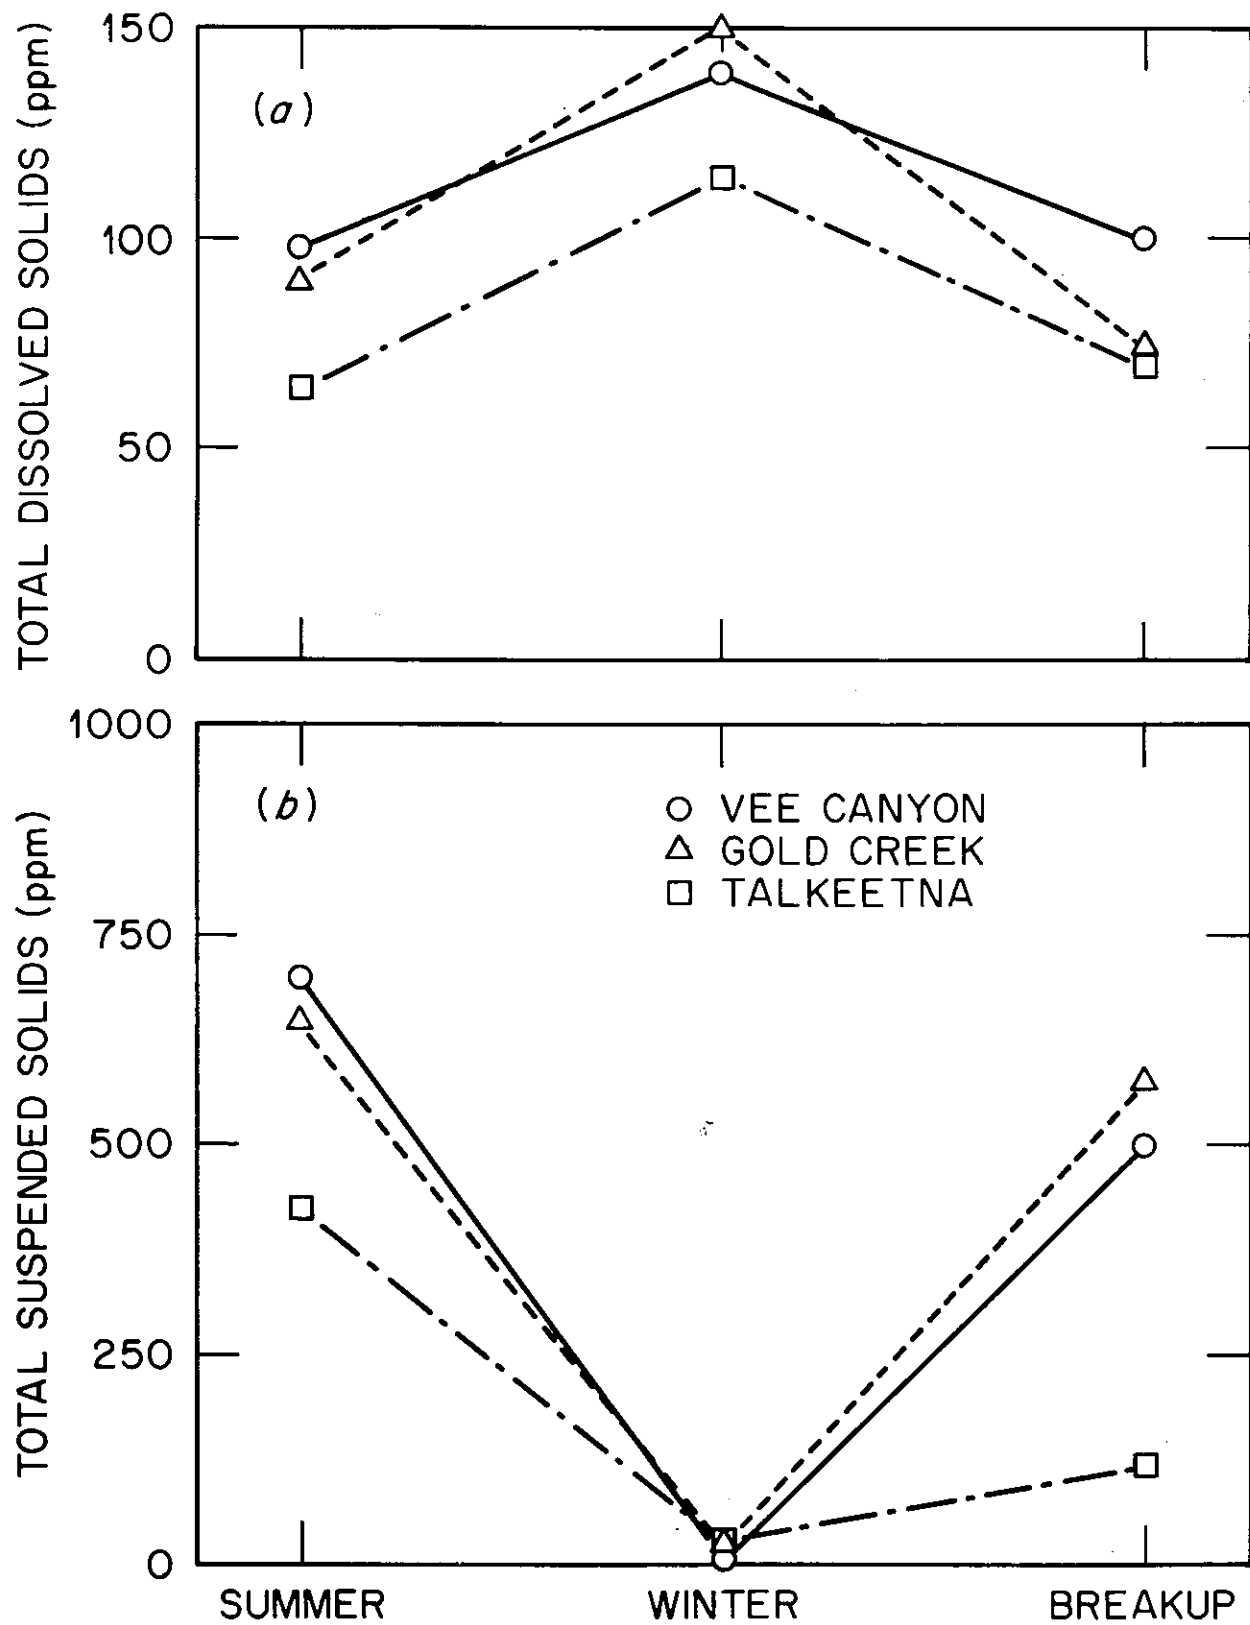 TOTAL DISSOLVED SOLIDS (ppm)
150
100
50
0
(a)
TOTAL SUSPENDED SOLIDS (ppm)
1000
750
500
250
0
(b)
VEE CANYON
GOLD CREEK
TALKEETNA
SUMMER WINTER BREAKUP